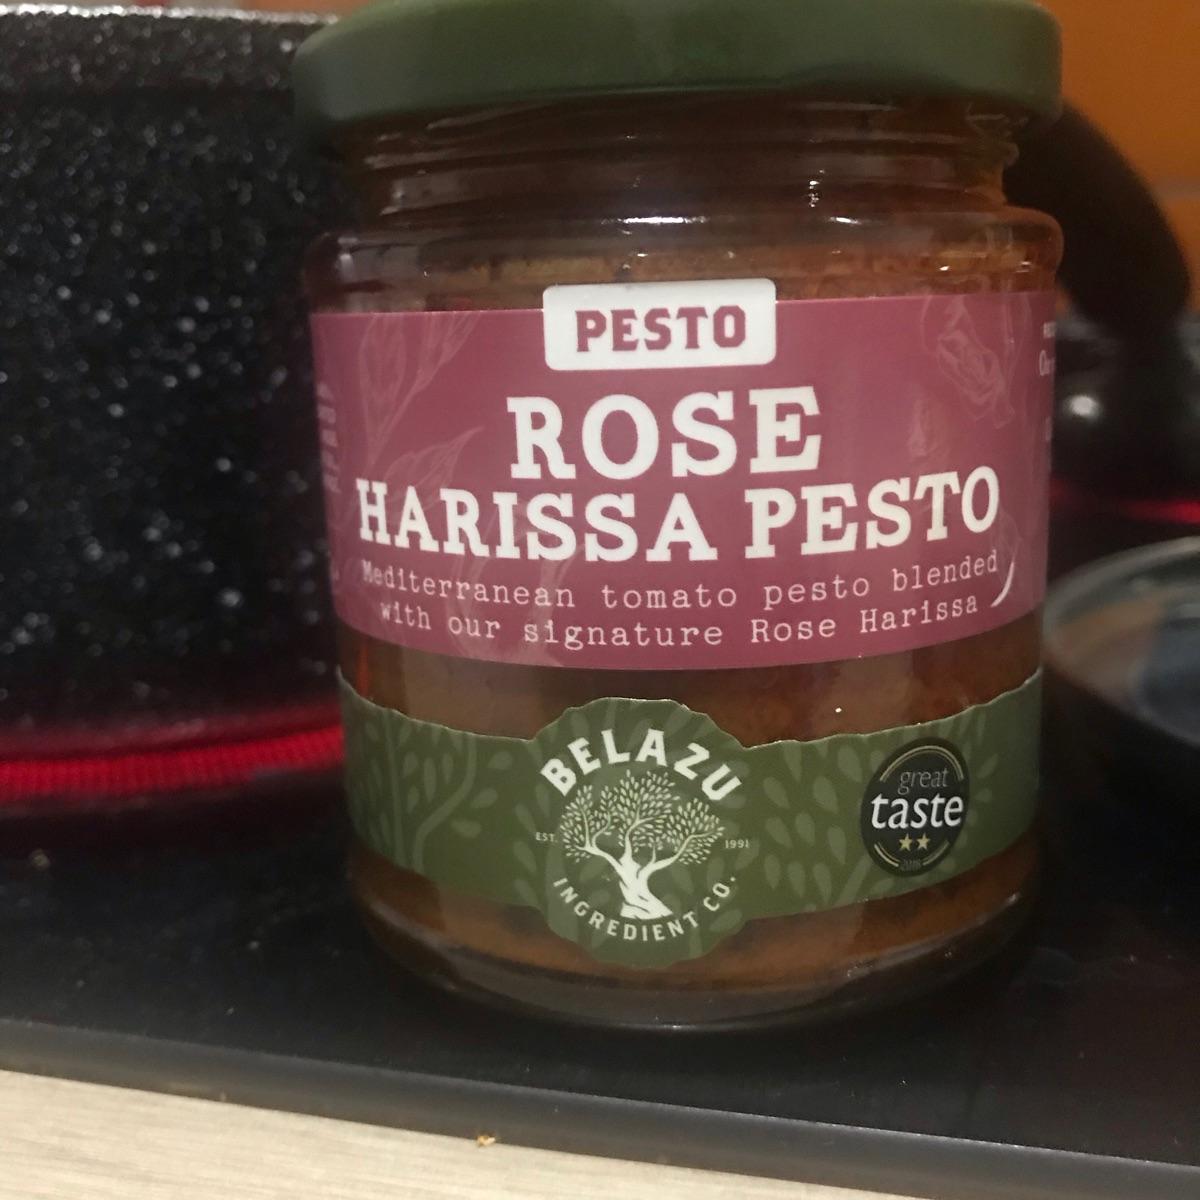 PESTO
ROSE
HARISSA PESTO
Mediterranean tomato pesto blended
with our signature Rose Harissa
BELAZU
EST. 1991
INGREDIENT CO.
great
taste
2018